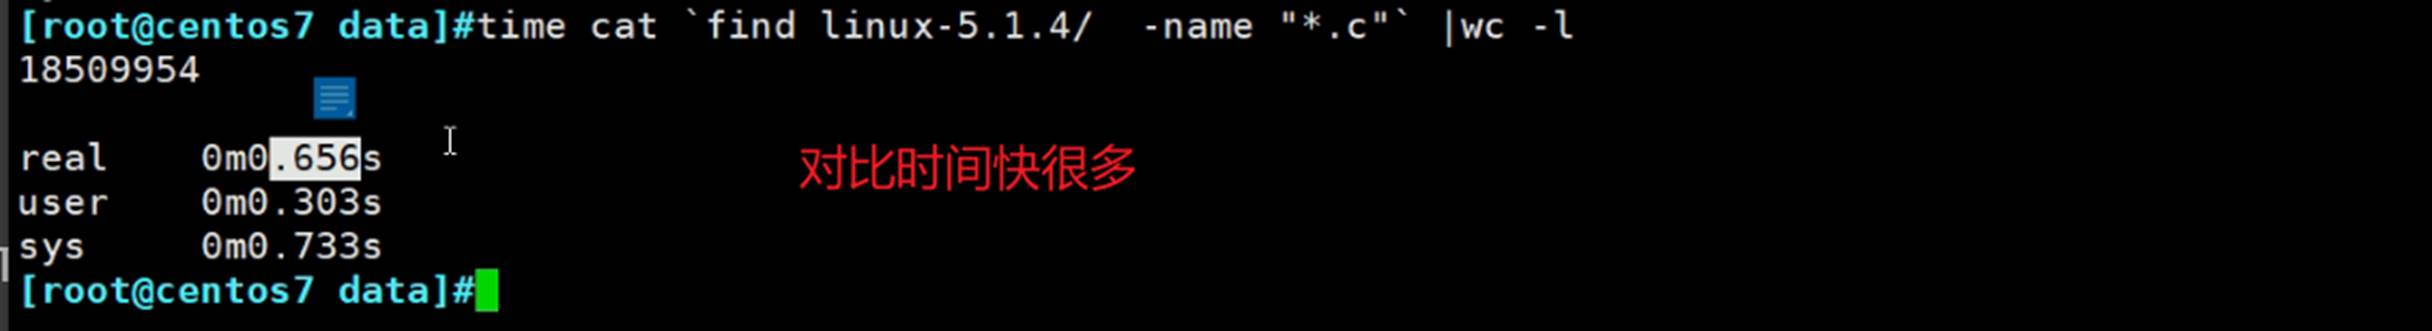 [root@centos7 data]#time cat `find linux-5.1.4/  -name "*.c"` |wc -l
18509954
real    0m0.656s
对比时间快很多
user    0m0.303s
sys     0m0.733s
[root@centos7 data]#